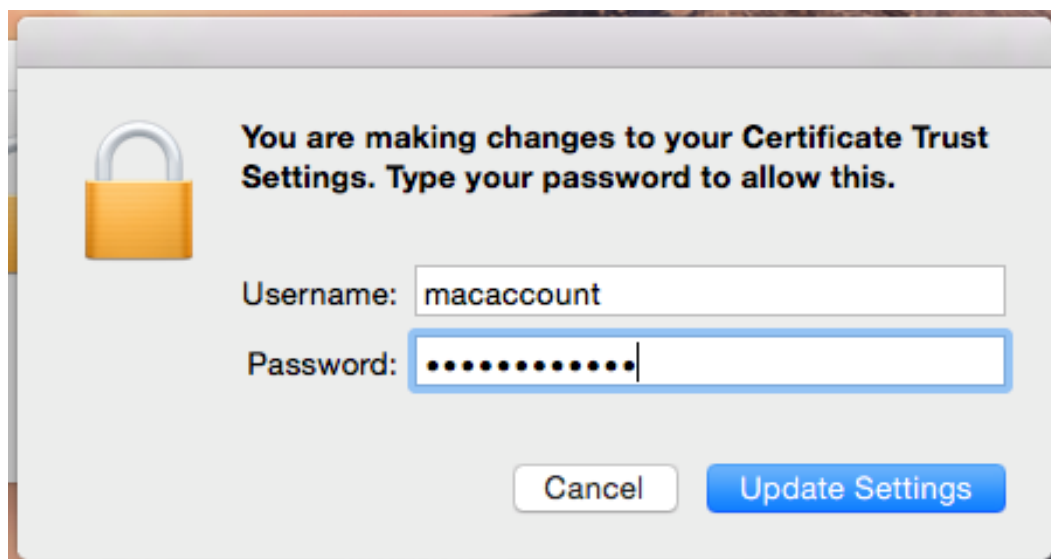 You are making changes to your Certificate Trust
Settings. Type your password to allow this.
Username: macaccount
Password: ••••••••••••
Cancel Update Settings